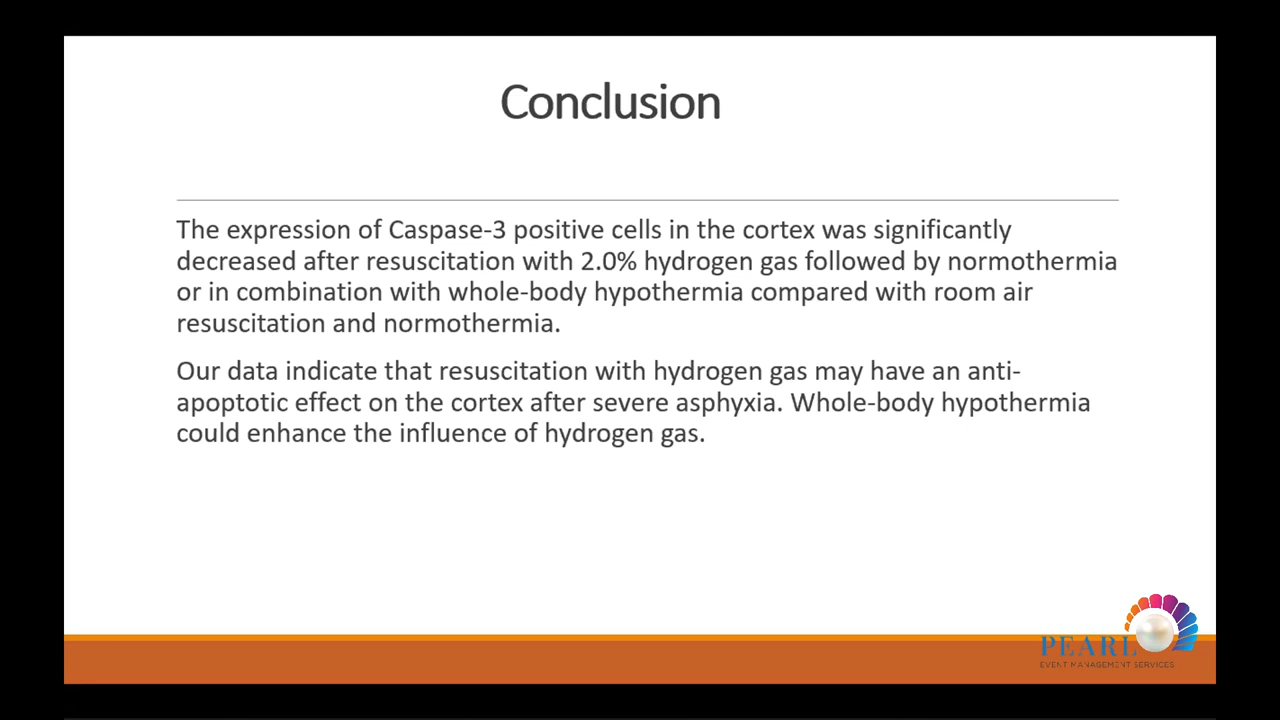 Conclusion
The expression of Caspase-3 positive cells in the cortex was significantly
decreased after resuscitation with 2.0% hydrogen gas followed by normothermia
or in combination with whole-body hypothermia compared with room air
resuscitation and normothermia.
Our data indicate that resuscitation with hydrogen gas may have an anti-
apoptotic effect on the cortex after severe asphyxia. Whole-body hypothermia
could enhance the influence of hydrogen gas.
PEARL
EVENT MANAGEMENT SERVICES